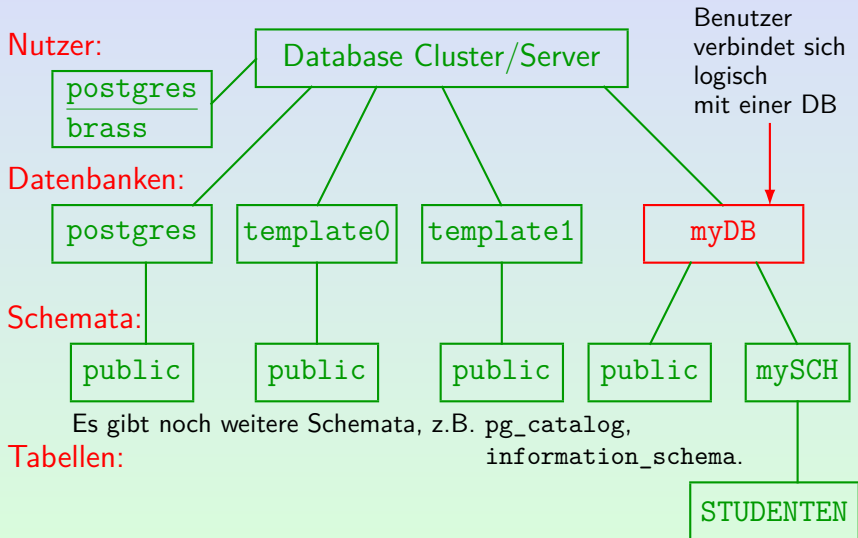 Nutzer:
postgres
brass
Database Cluster/Server
Benutzer
verbindet sich
logisch
mit einer DB
Datenbanken:
postgres
template0
template1
myDB
Schemata:
public
public
public
public
mySCH
Es gibt noch weitere Schemata, z.B. pg_catalog,
information_schema.
Tabellen:
STUDENTEN